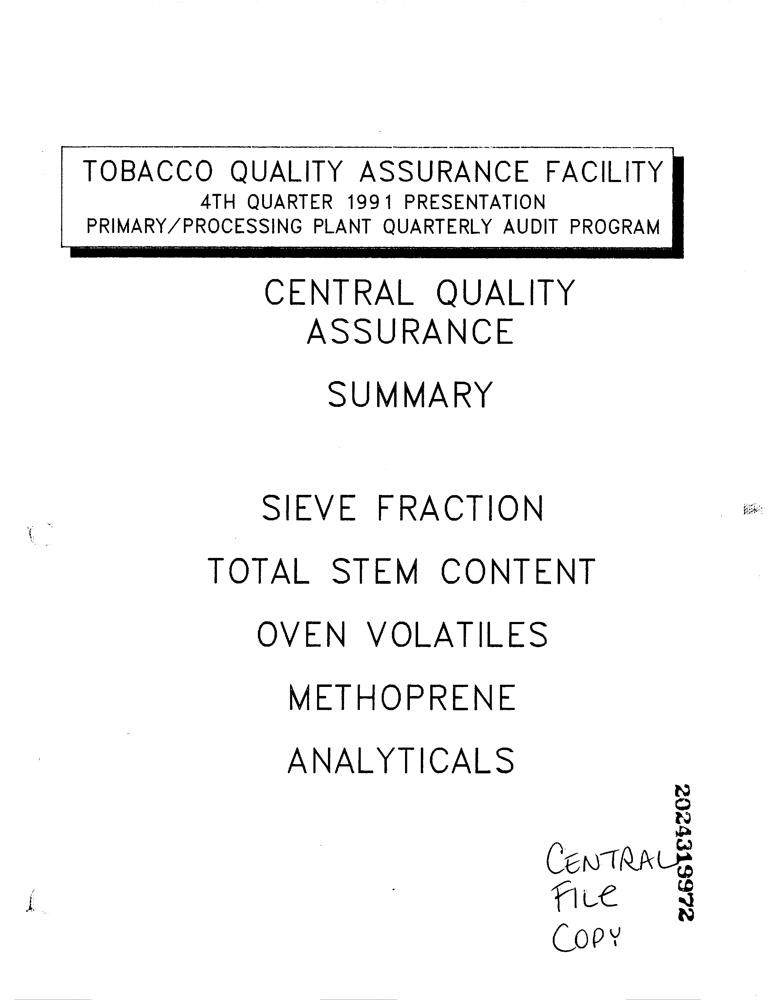 TOBACCO QUALITY ASSURANCE FACILITY
4TH QUARTER 1991 PRESENTATION
PRIMARY/PROCESSING PLANT QUARTERLY AUDIT PROGRAM
CENTRAL QUALITY
ASSURANCE
SUMMARY
SIEVE FRACTION
TOTAL STEM CONTENT
OVEN VOLATILES
METHOPRENE
ANALYTICALS
CENTRAL
FILE
COPY
2024319972